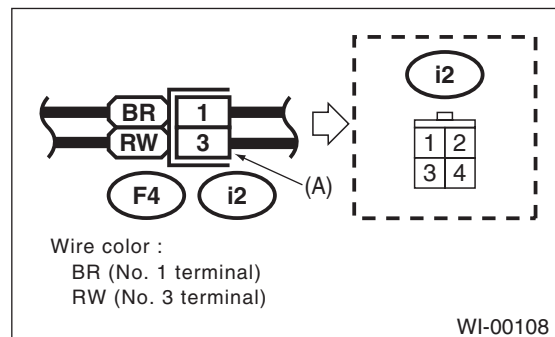 i2
BR 1
RW 3
1 2
3 4
F4 i2
(A)
Wire color :
BR (No. 1 terminal)
RW (No. 3 terminal)
WI-00108